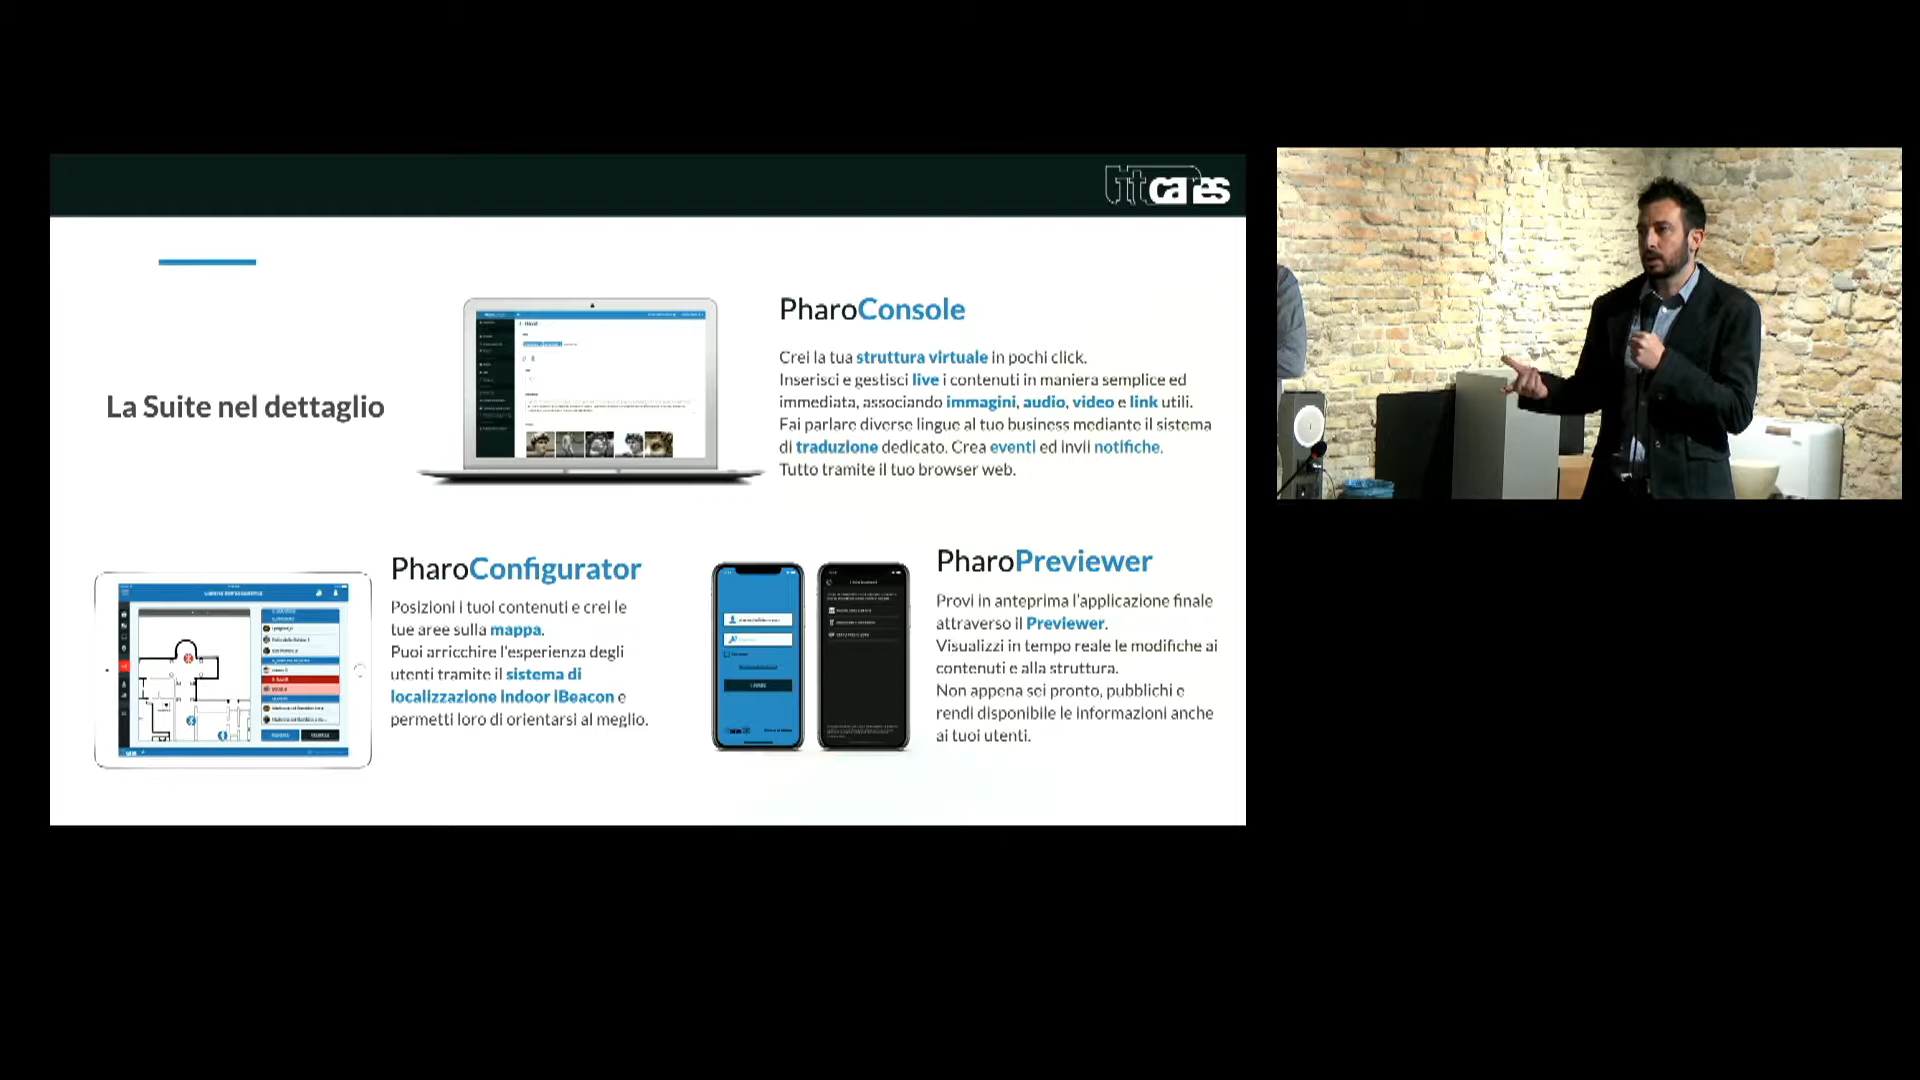 titcares
La Suite nel dettaglio
PharoConsole
Crei la tua struttura virtuale in pochi click.
Inserisci e gestisci live i contenuti in maniera semplice ed
immediata, associando immagini, audio, video e link utili.
Fai parlare diverse lingue al tuo business mediante il sistema
di traduzione dedicato. Crea eventi ed invii notifiche.
Tutto tramite il tuo browser web.
PharoConfigurator
Posizioni i tuoi contenuti e crei le
tue aree sulla mappa.
Puoi arricchire l'esperienza degli
utenti tramite il sistema di
localizzazione indoor iBeacon e
permetti loro di orientarsi al meglio.
PharoPreviewer
Provi in anteprima l'applicazione finale
attraverso il Previewer.
Visualizzi in tempo reale le modifiche ai
contenuti e alla struttura.
Non appena sei pronto, pubblichi e
rendi disponibile le informazioni anche
ai tuoi utenti.